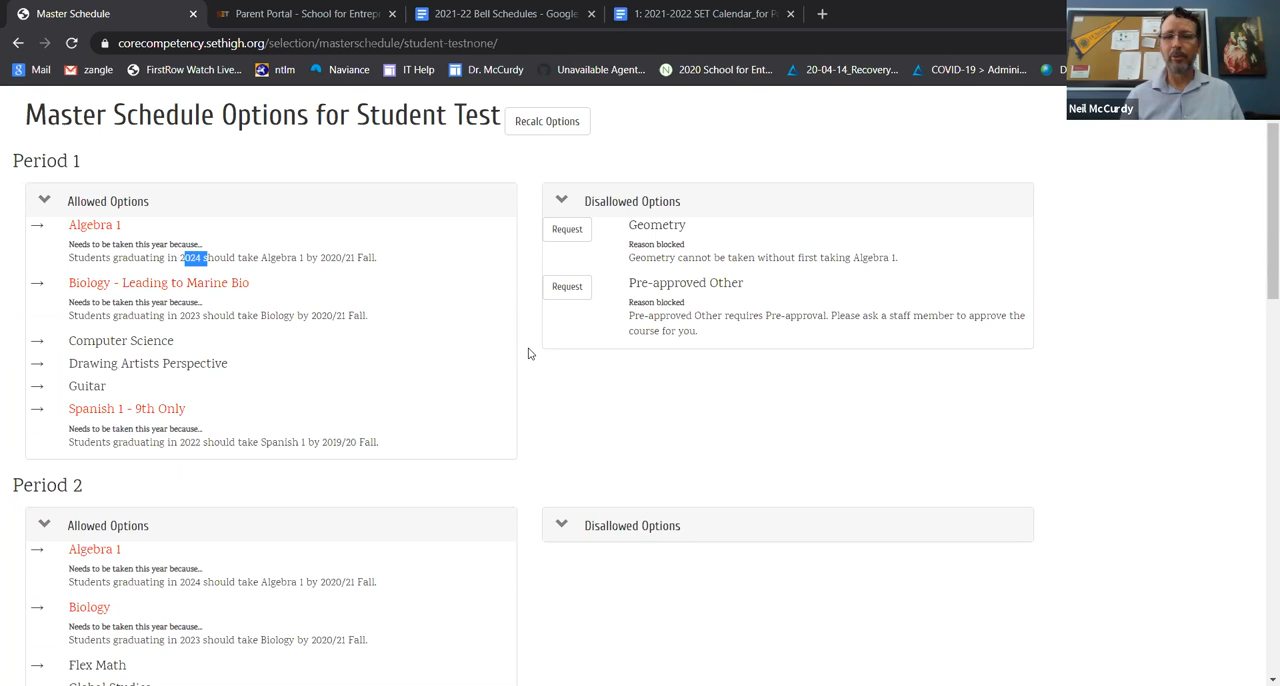 Master Schedule
Parent Portal - School for Entrep
2021-22 Bell Schedules - Google
1: 2021-2022 SET Calendar_for P
corecompetency.sethigh.org/selection/masterschedule/student-testnone/
Mail
zangle
FirstRow Watch Live...
ntlm
Naviance
IT Help
Dr. McCurdy
Unavailable Agent...
2020 School for Ent...
20-04-14_Recovery...
COVID-19 > Admini...
D
Neil McCurdy
Master Schedule Options for Student Test
Recalc Options
Period 1
Allowed Options
Algebra 1
Needs to be taken this year because...
Students graduating in 2024 should take Algebra 1 by 2020/21 Fall.
Biology - Leading to Marine Bio
Needs to be taken this year because...
Students graduating in 2023 should take Biology by 2020/21 Fall.
Computer Science
Drawing Artists Perspective
Guitar
Spanish 1 - 9th Only
Needs to be taken this year because...
Students graduating in 2022 should take Spanish 1 by 2019/20 Fall.
Disallowed Options
Request
Geometry
Reason blocked
Geometry cannot be taken without first taking Algebra 1.
Request
Pre-approved Other
Reason blocked
Pre-approved Other requires Pre-approval. Please ask a staff member to approve the
course for you.
Period 2
Allowed Options
Algebra 1
Needs to be taken this year because...
Students graduating in 2024 should take Algebra 1 by 2020/21 Fall.
Biology
Needs to be taken this year because...
Students graduating in 2023 should take Biology by 2020/21 Fall.
Flex Math
Global Studies
Disallowed Options